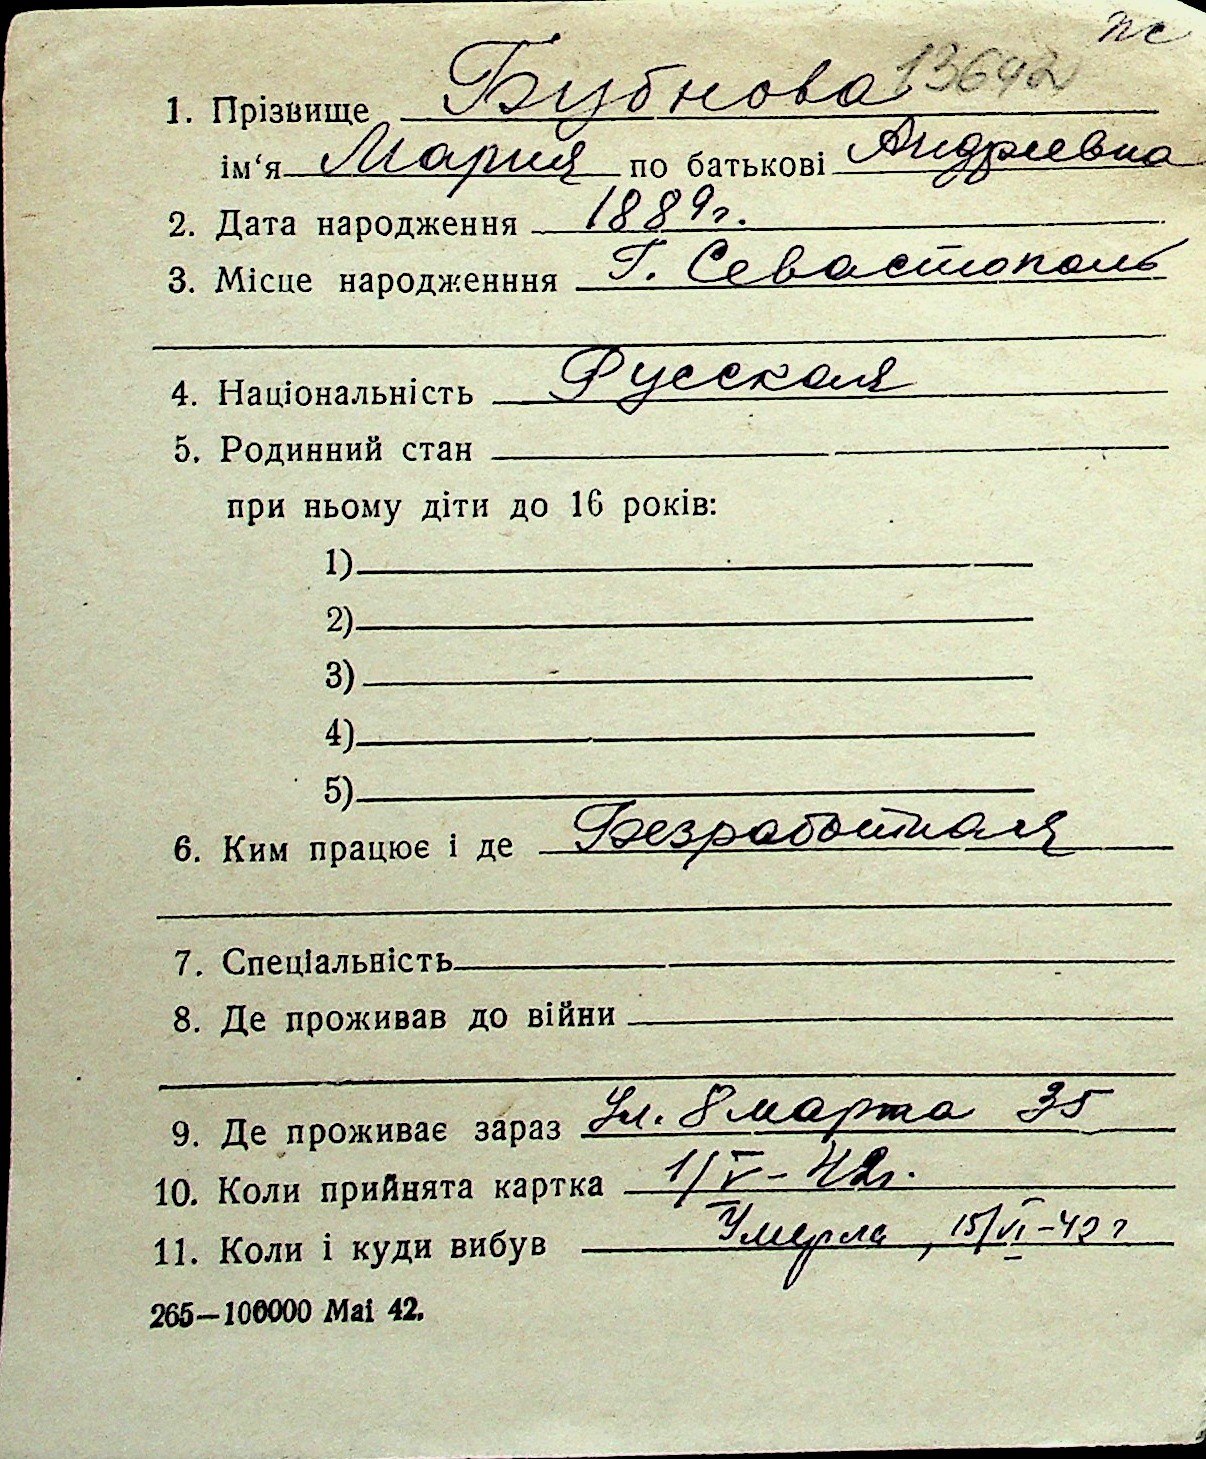 пс
13692
1. Прізвище Бубнова
ім‘я Мария по батькові Андреевна
2. Дата народження 1889г.
3. Місце народженння Г. Севастополь
4. Національність Русская
5. Родинний стан
при ньому діти до 16 років:
1)
2)
3)
4)
5)
6. Ким працює і де Безработная
7. Спеціальність
8. Де проживав до війни
9. Де проживає зараз Ул. 8 марта 35
10. Коли прийнята картка 1/V-42г.
11. Коли і куди вибув Умерла, 15/VI-42 г
265—100000 Mai 42.